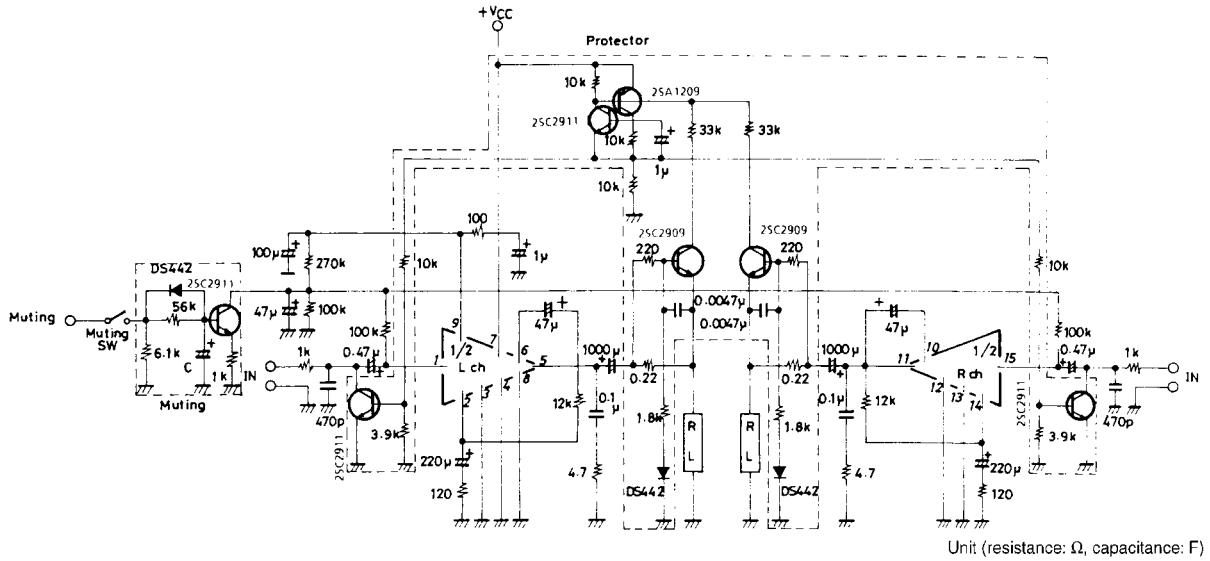 +VCC
Protector
10k
2SA1209
2SC2911
10k
+
1µ
33k
33k
10k
100
+
1µ
2SC2909
220
2SC2909
220
100µ
+
270k
10k
10k
DS442
2SC2911
56k
47µ
+
100k
100k
0.0047µ
0.0047µ
47µ
+
+
47µ
100k
Muting
Muting
SW
6.1k
C
+
1k
Muting
IN
1k
0.47µ
+
470p
2SC2911
3.9k
1
9
1/2
L ch
7
6
5
8
2
3
4
1000µ
+
0.22
0.1
µ
12k
4.7
1.8k
R
L
DS442
220µ
+
120
R
L
0.22
1.8k
DS442
1000µ
+
0.1µ
12k
4.7
11
10
1/2
R ch
15
12
13
14
0.47µ
+
1k
IN
2SC2911
470p
3.9k
220µ
+
120
Unit (resistance: Ω, capacitance: F)